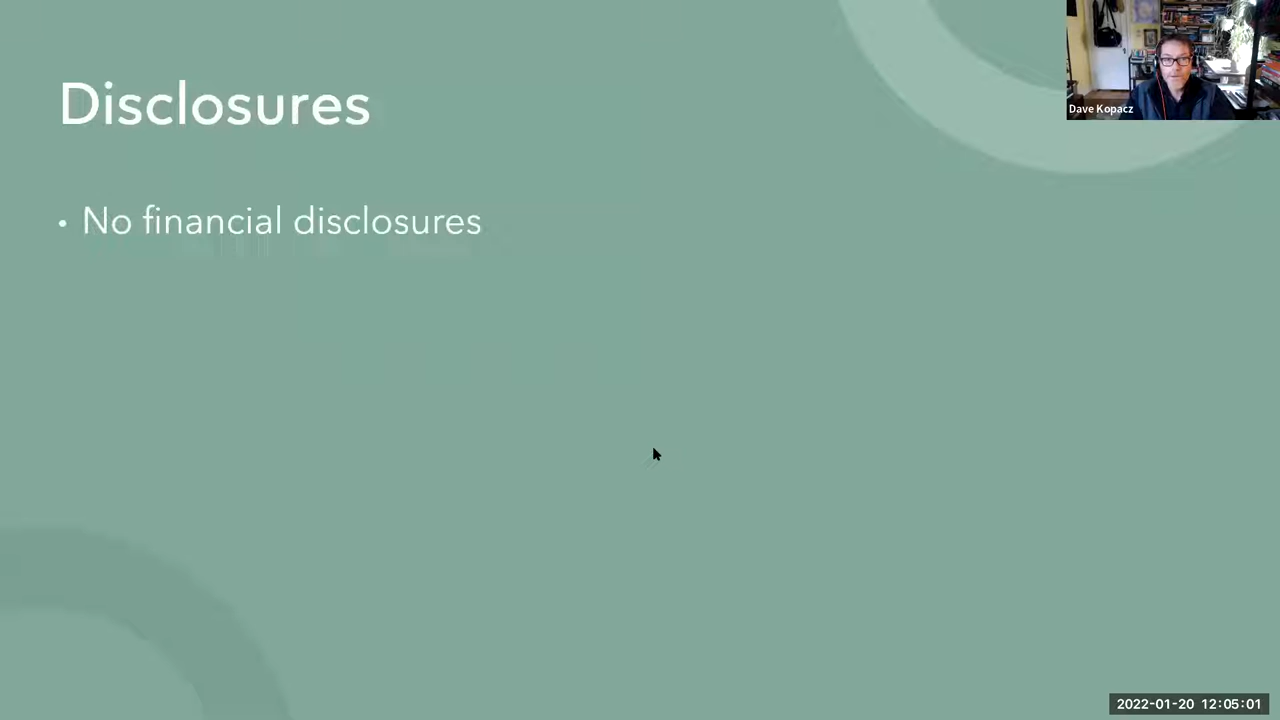 Disclosures
• No financial disclosures
Dave Kopacz
2022-01-20 12:05:01